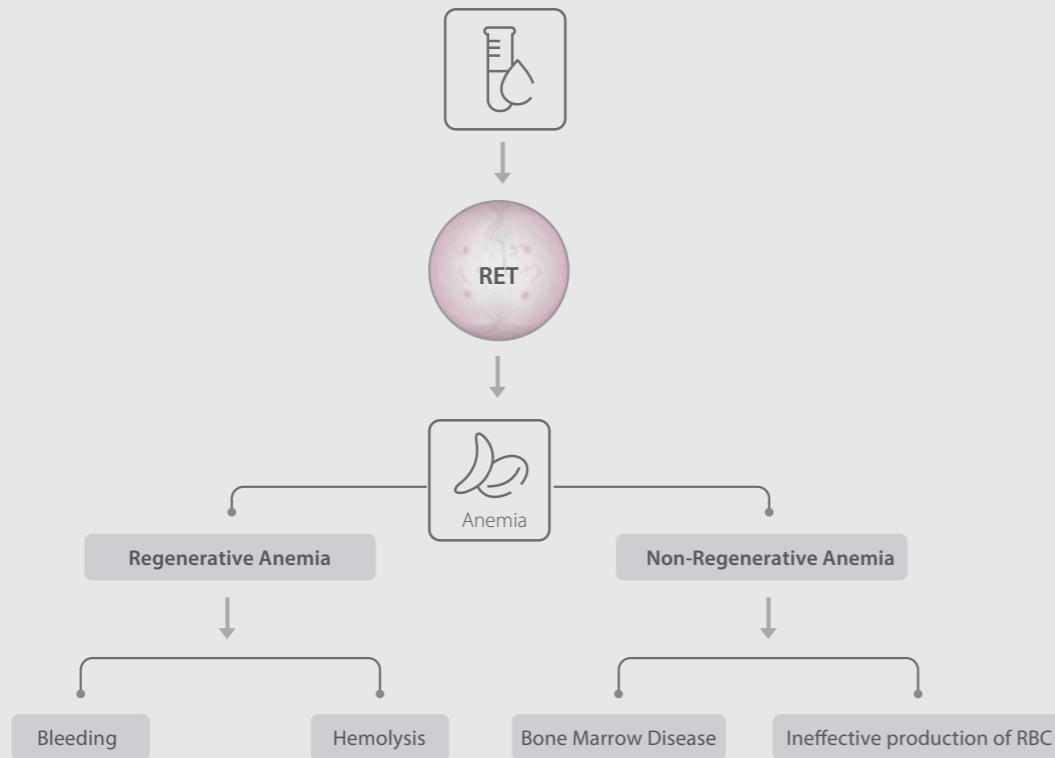 RET
Anemia
Regenerative Anemia
Non-Regenerative Anemia
Bleeding
Hemolysis
Bone Marrow Disease
Ineffective production of RBC